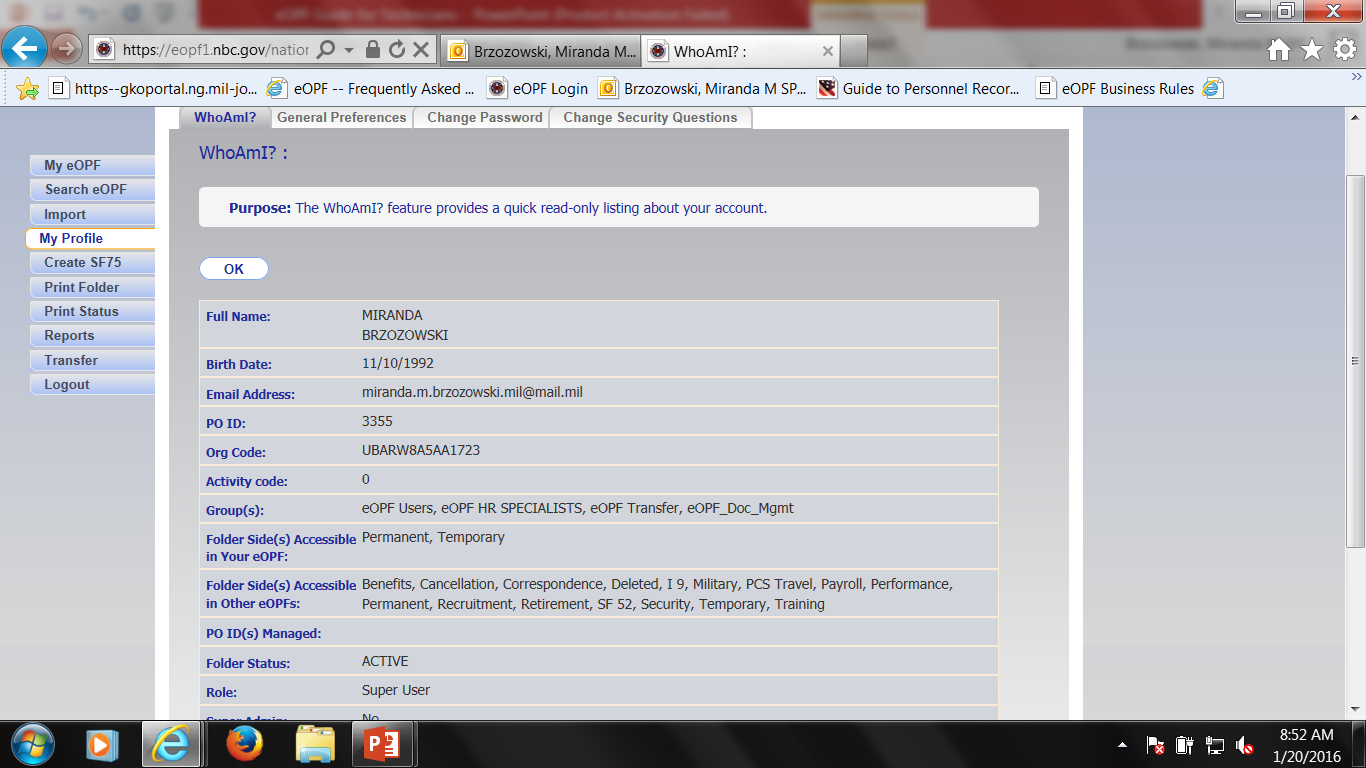 eOPF Guide for Technicians - PowerPoint (Product Activation Failed)
https://eopf1.nbc.gov/nation
Brzozowski, Miranda M...
WhoAmI? :
https--gkoportal.ng.mil-jo...
eOPF -- Frequently Asked ...
eOPF Login
Brzozowski, Miranda M SP...
Guide to Personnel Recor...
eOPF Business Rules
WhoAmI?
General Preferences
Change Password
Change Security Questions
My eOPF
Search eOPF
Import
My Profile
Create SF75
Print Folder
Print Status
Reports
Transfer
Logout
WhoAmI? :
Purpose: The WhoAmI? feature provides a quick read-only listing about your account.
OK
Full Name: MIRANDA
BRZOZOWSKI
Birth Date: 11/10/1992
Email Address: miranda.m.brzozowski.mil@mail.mil
PO ID: 3355
Org Code: UBARW8A5AA1723
Activity code: 0
Group(s): eOPF Users, eOPF HR SPECIALISTS, eOPF Transfer, eOPF_Doc_Mgmt
Folder Side(s) Accessible Permanent, Temporary
in Your eOPF:
Folder Side(s) Accessible Benefits, Cancellation, Correspondence, Deleted, I 9, Military, PCS Travel, Payroll, Performance,
in Other eOPFs: Permanent, Recruitment, Retirement, SF 52, Security, Temporary, Training
PO ID(s) Managed:
Folder Status: ACTIVE
Role: Super User
Super Admin: No
8:52 AM
1/20/2016